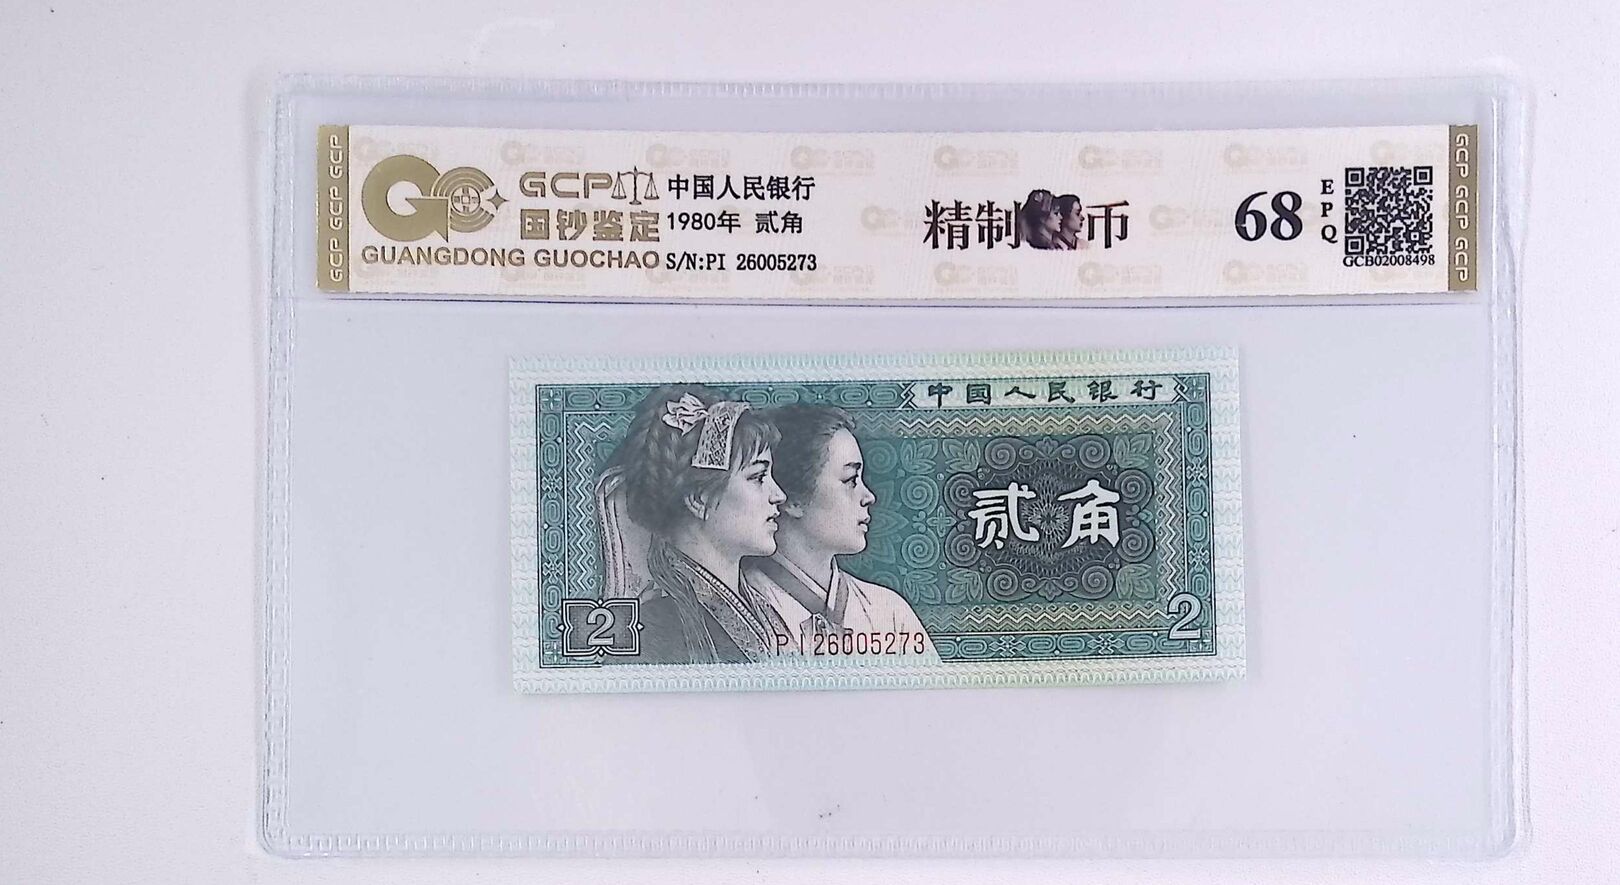 GCP GCP GCP
GCP
国钞鉴定
GUANGDONG GUOCHAO
中国人民银行
1980年 贰角
S/N:PI 26005273
精制币
68
EPQ
GCB02008498
GCP GCP GCP
中国人民银行
贰角
2
2
PI26005273